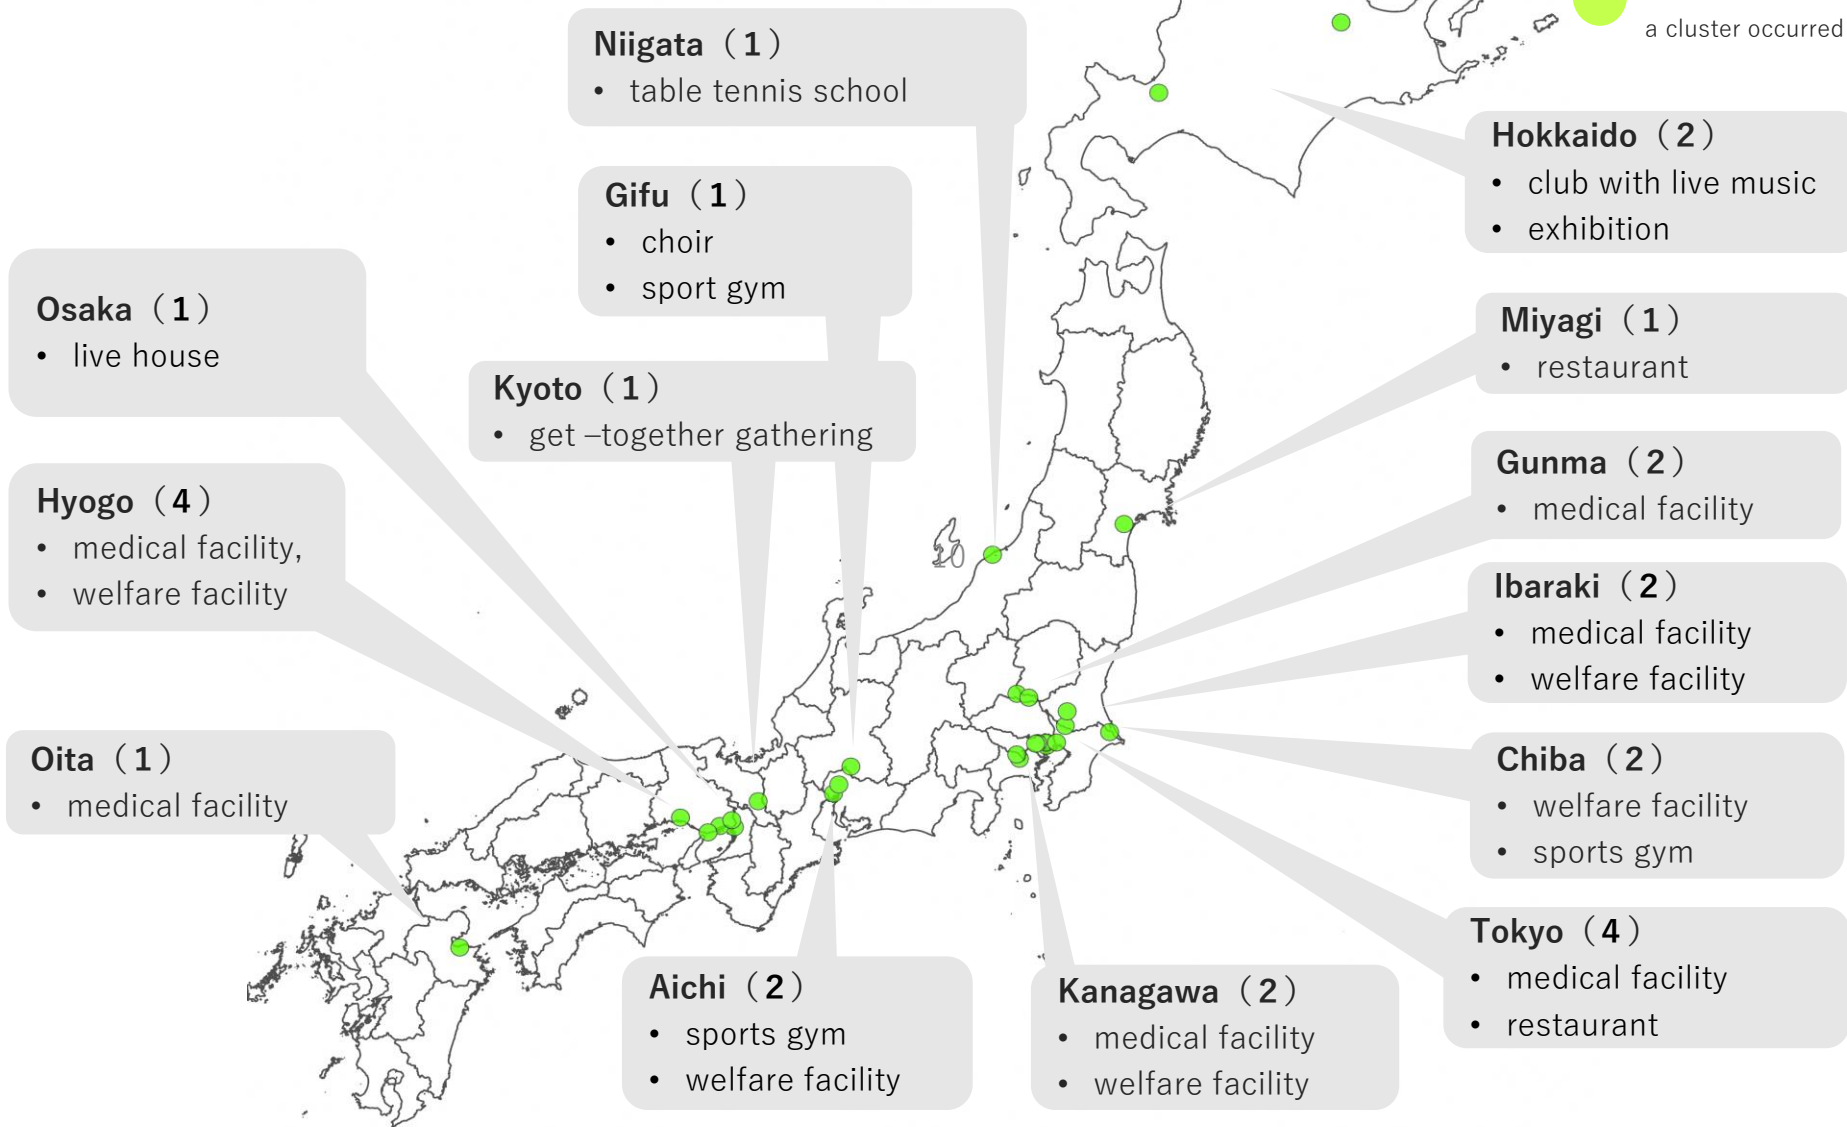 a cluster occurred
Niigata（1）
• table tennis school
Hokkaido（2）
• club with live music
• exhibition
Gifu（1）
• choir
• sport gym
Osaka（1）
• live house
Miyagi（1）
• restaurant
Kyoto（1）
• get –together gathering
Gunma（2）
• medical facility
Hyogo（4）
• medical facility,
• welfare facility
10
Ibaraki（2）
• medical facility
• welfare facility
Oita（1）
• medical facility
Chiba（2）
• welfare facility
• sports gym
Tokyo（4）
• medical facility
• restaurant
Aichi（2）
• sports gym
• welfare facility
Kanagawa（2）
• medical facility
• welfare facility